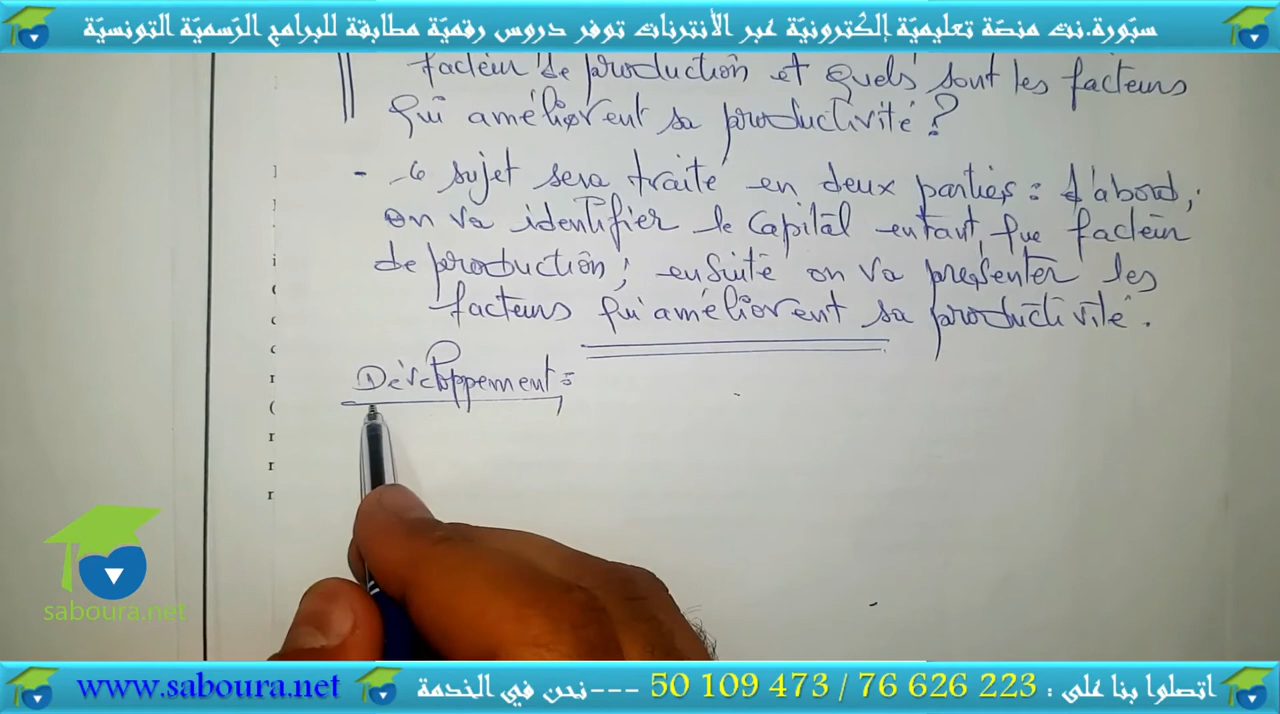 سبّورة.نت منصّة تعليميّة إلكترونيّة عبر الأنترنات توفر دروس رقميّة مطابقة للبرامج الرّسميّة التونسيّة
facteur de production et quels sont les facteurs
qui améliorent sa productivité ?
- Le sujet sera traité en deux parties : d'abord,
on va identifier le capital entant que facteur
de production ; ensuite on va présenter les
facteurs qui améliorent sa productivité.
Développement :
saboura.net
www.saboura.net اتصلوا بنا على : 50 109 473 / 76 626 223 ---نحن في الخدمة